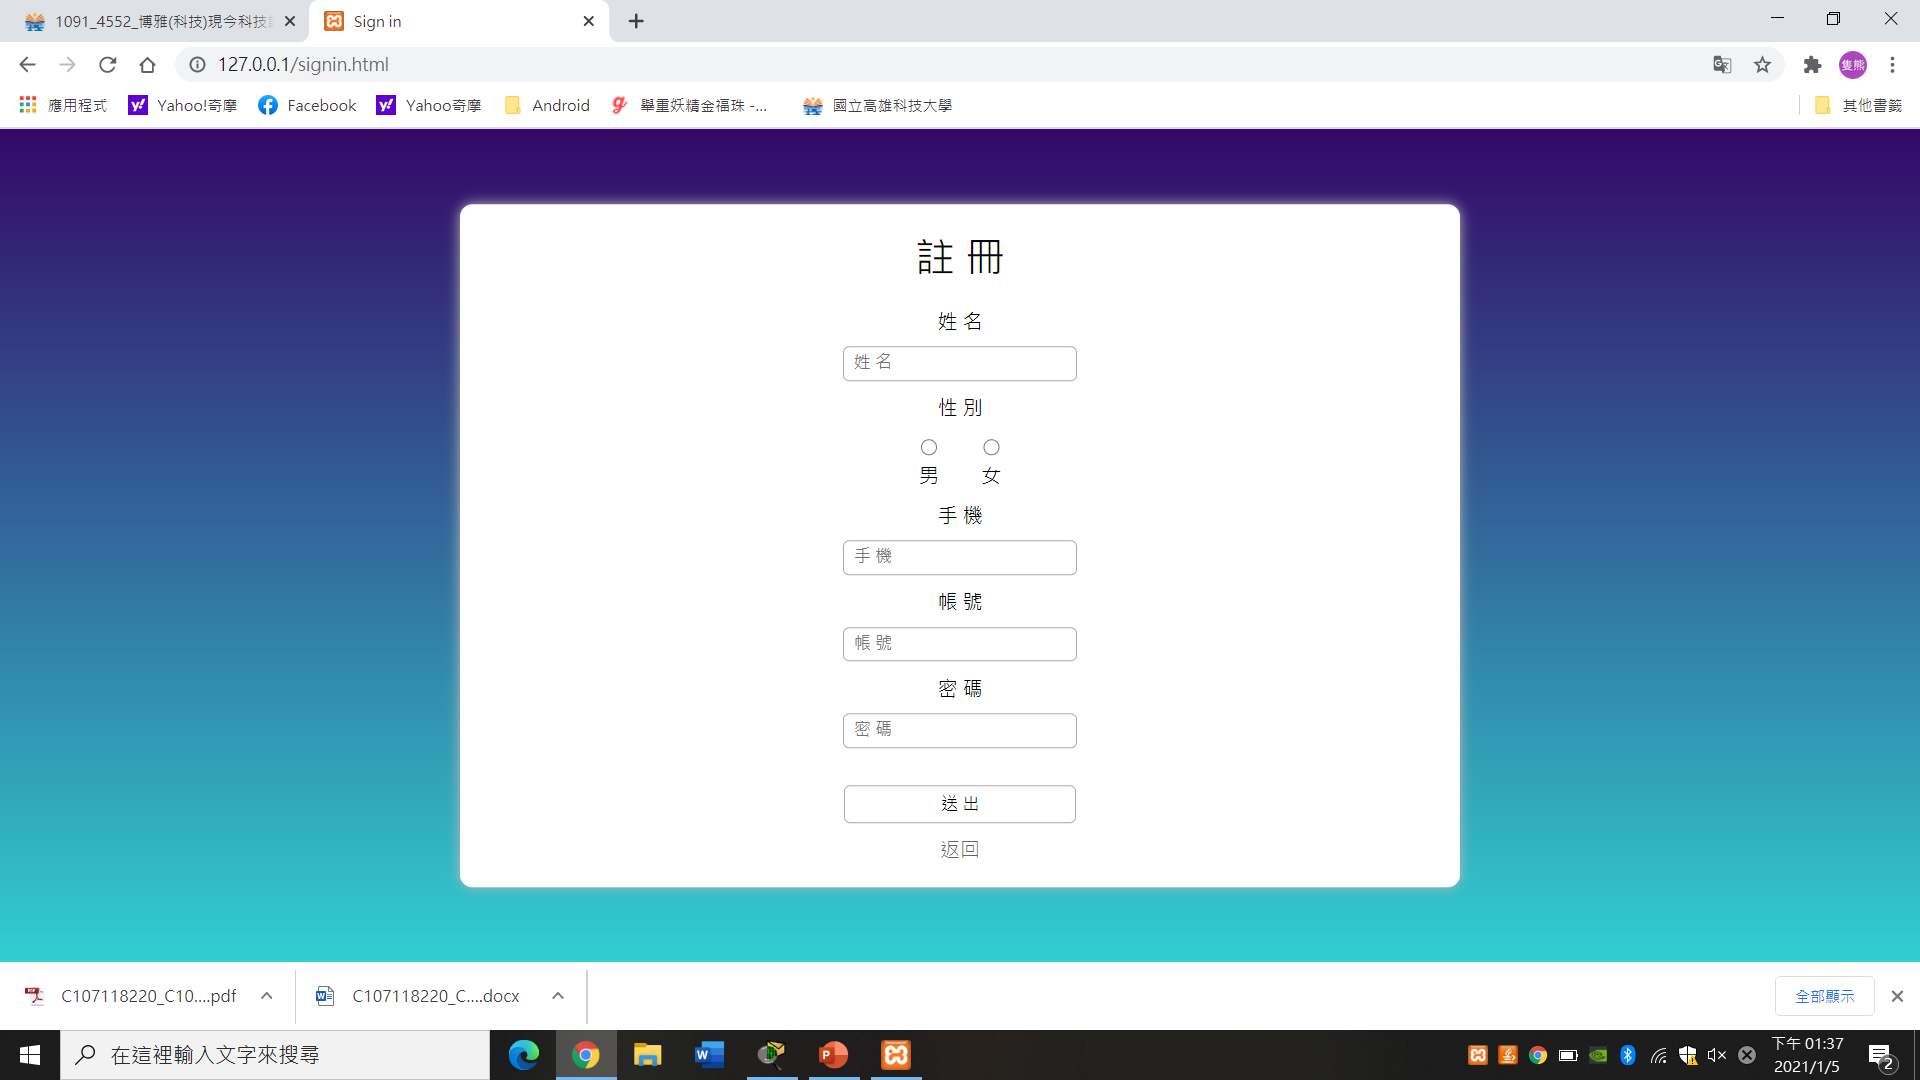 1091_4552_博雅(科技)現今科技
Sign in
127.0.0.1/signin.html
隻熊
應用程式
Yahoo!奇摩
Facebook
Yahoo奇摩
Android
舉重妖精金福珠 -...
國立高雄科技大學
其他書籤
註 冊
姓 名
姓 名
性 別
男 女
手 機
手 機
帳 號
帳 號
密 碼
密 碼
送 出
返回
C107118220_C10....pdf
C107118220_C....docx
全部顯示
在這裡輸入文字來搜尋
下午 01:37
2021/1/5
2